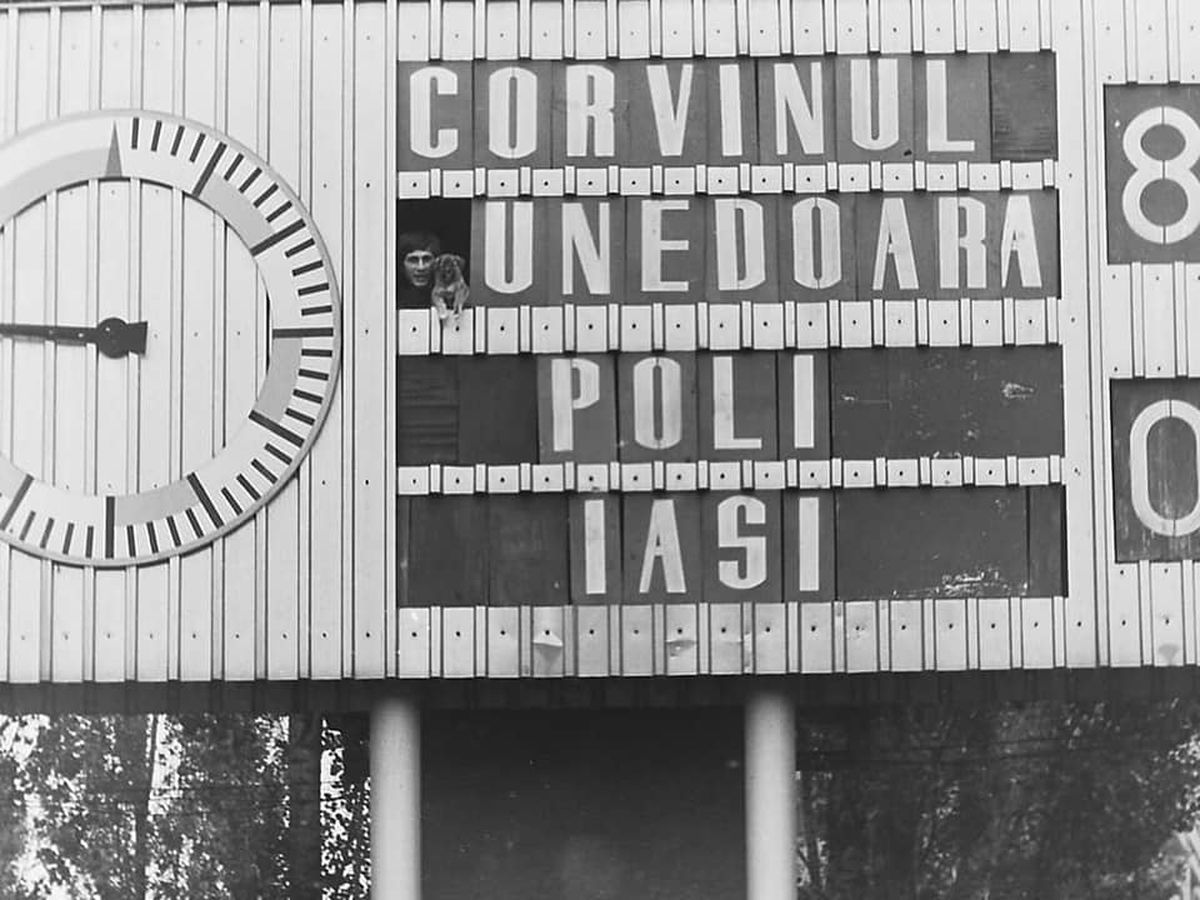 CORVINUL 8
UNEDOARA
POLI 0
IASI